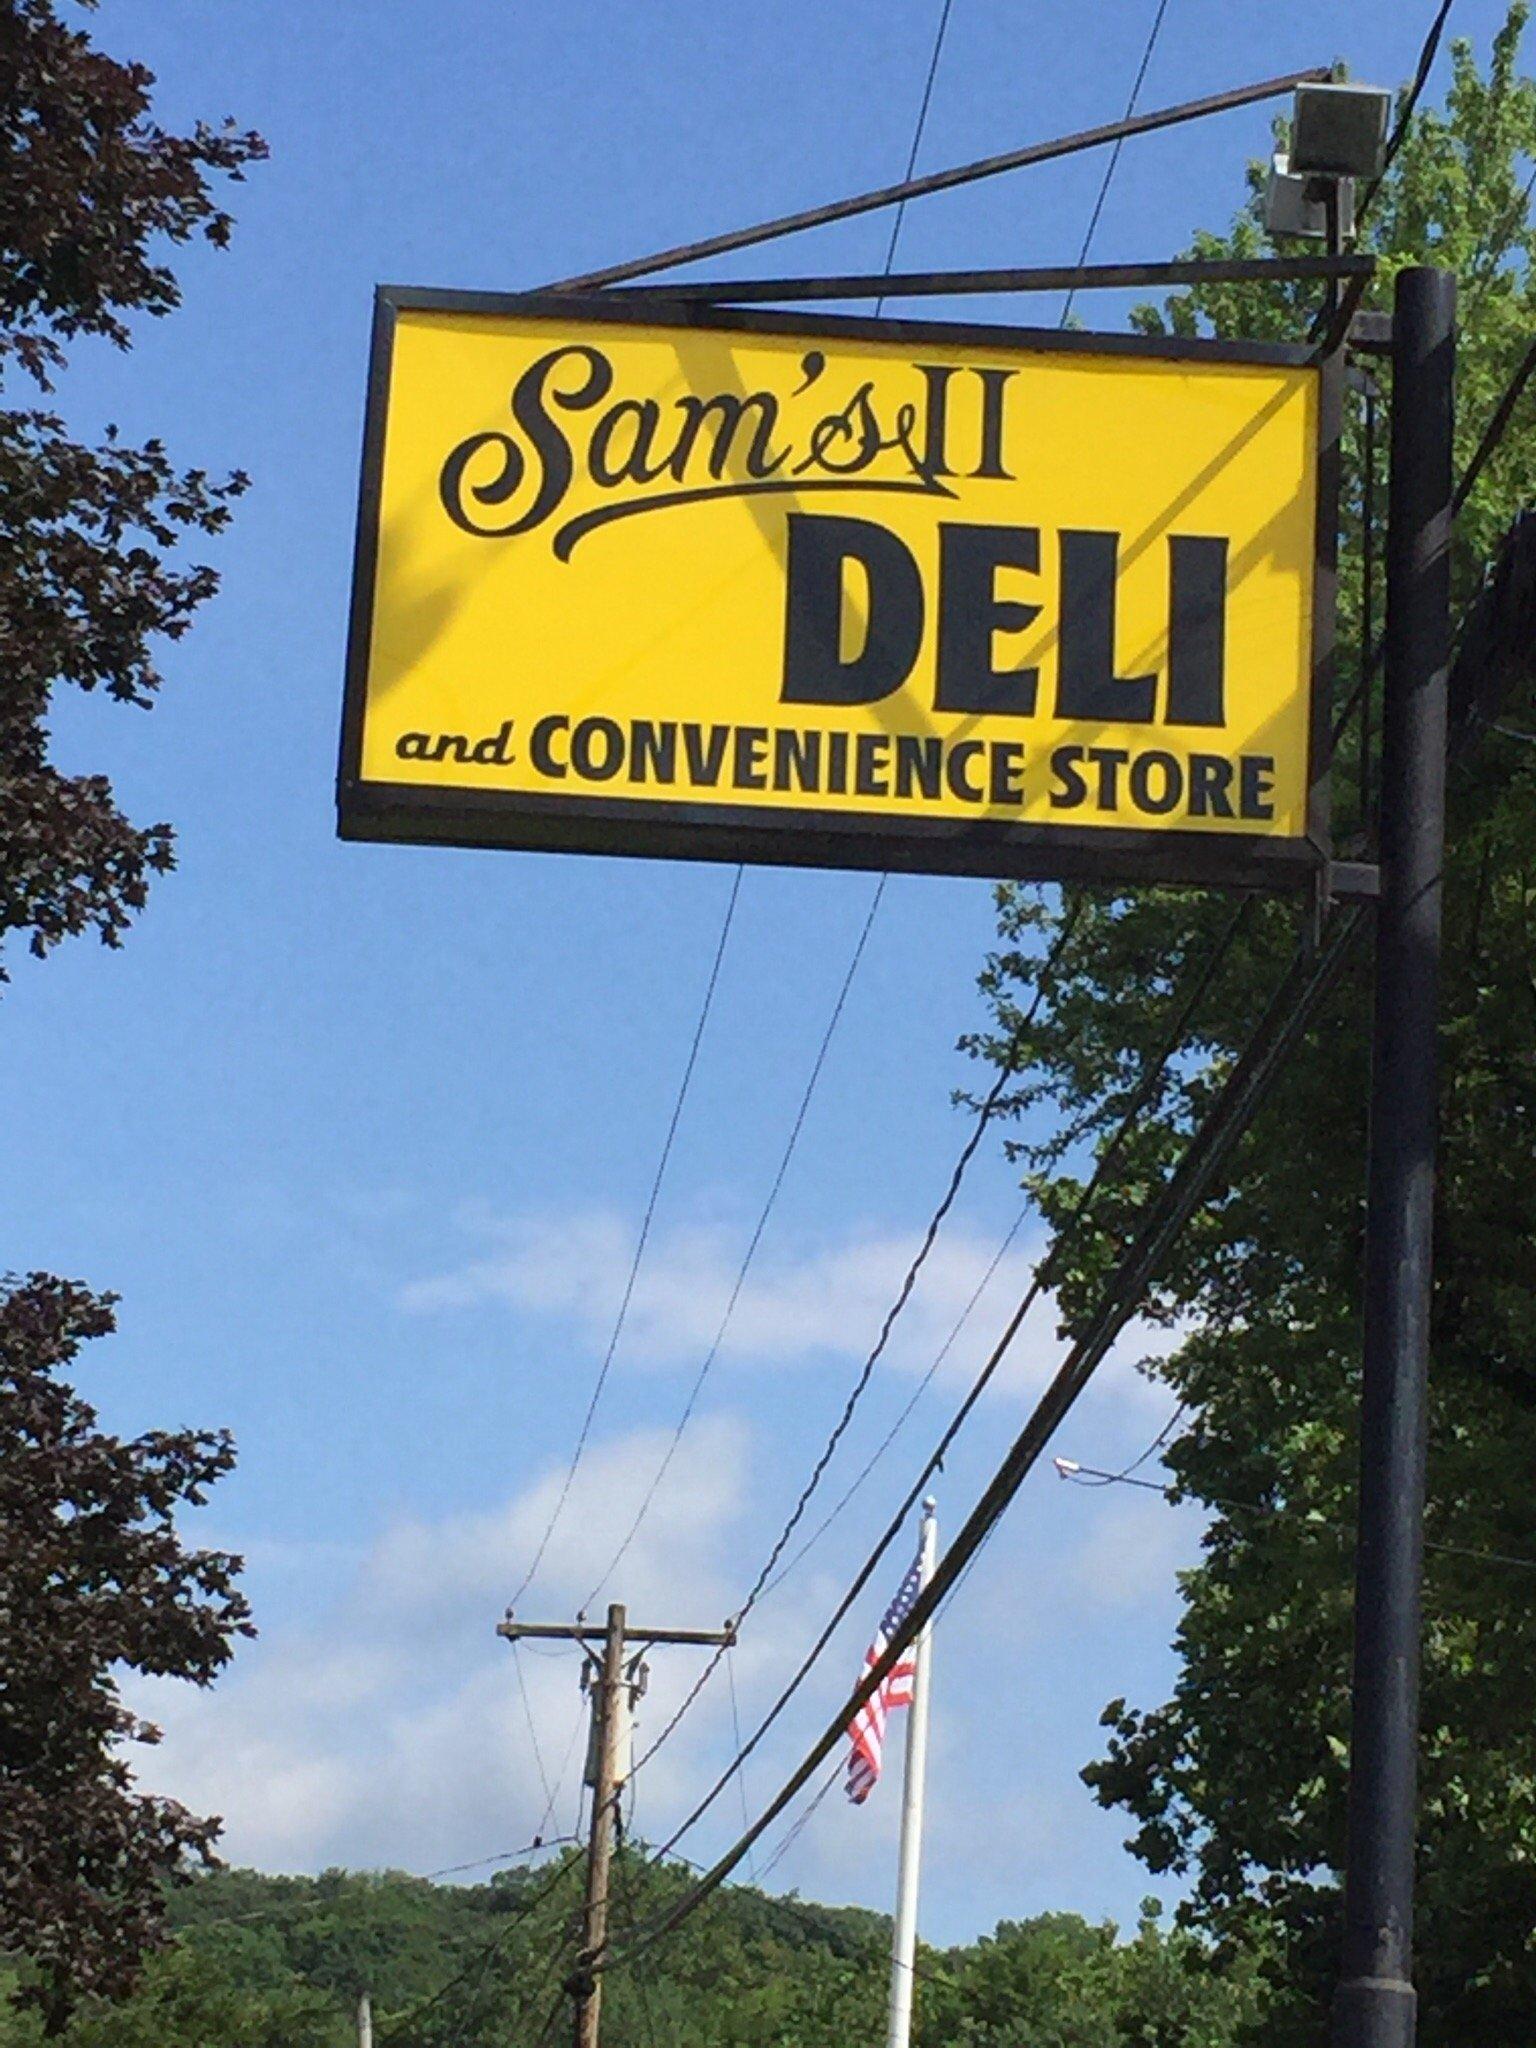 Sam's II
DELI
and CONVENIENCE STORE